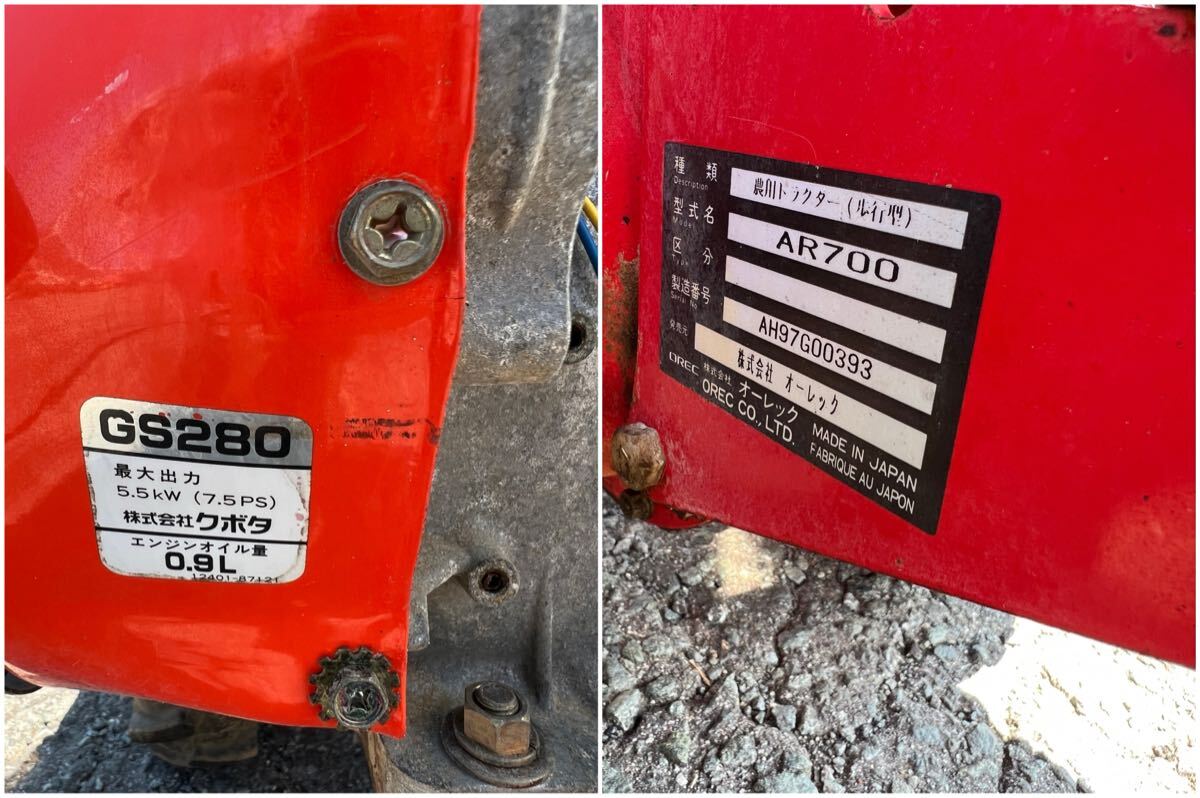 GS280
最大出力
5.5kW (7.5PS)
株式会社クボタ
エンジンオイル量
0.9L
12401-87121
種類 農用トラクター(歩行型)
Description
型式名 AR700
Model
区分
Type
製造番号 AH97G00393
Serial No.
発売元 株式会社 オーレック
OREC 株式会社 オーレック
OREC CO., LTD. MADE IN JAPAN
FABRIQUE AU JAPON